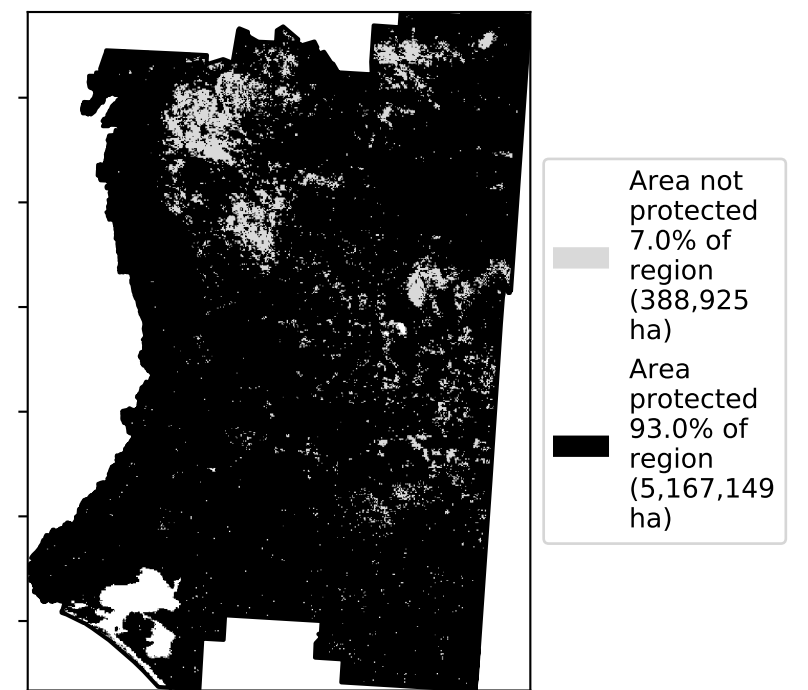 Area not
protected
7.0% of
region
(388,925
ha)
Area
protected
93.0% of
region
(5,167,149
ha)